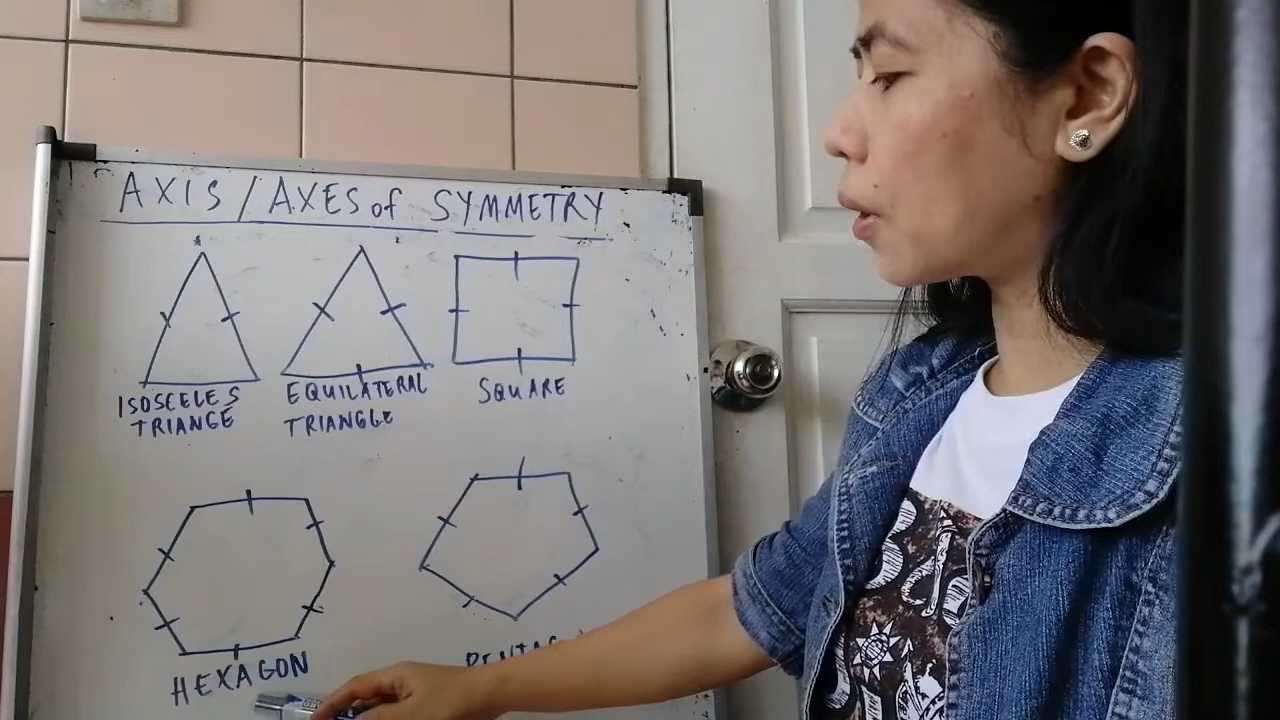 AXIS / AXES of SYMMETRY
ISOSCELES
TRIANGE
EQUILATERAL
TRIANGLE
SQUARE
HEXAGON